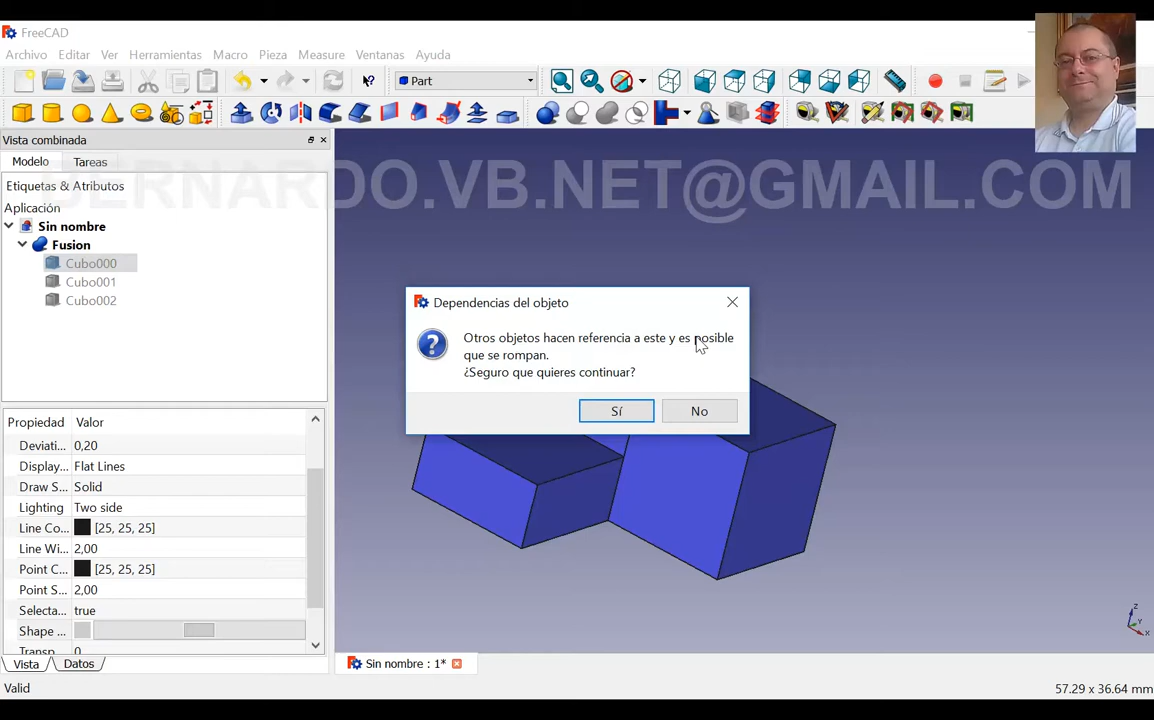 FreeCAD
Archivo Editar Ver Herramientas Macro Pieza Measure Ventanas Ayuda
Part
Vista combinada
Modelo Tareas
BERNARDO.VB.NET@GMAIL.COM
Etiquetas & Atributos
Aplicación
Sin nombre
Fusion
Cubo000
Cubo001
Cubo002
Dependencias del objeto
Otros objetos hacen referencia a este y es posible
que se rompan.
¿Seguro que quieres continuar?
Sí No
Propiedad Valor
Deviati... 0,20
Display... Flat Lines
Draw S... Solid
Lighting Two side
Line Co... [25, 25, 25]
Line Wi... 2,00
Point C... [25, 25, 25]
Point S... 2,00
Selecta... true
Shape ...
Transp... 0
Vista Datos
Sin nombre : 1*
Valid
57.29 x 36.64 mm
Z
Y
X